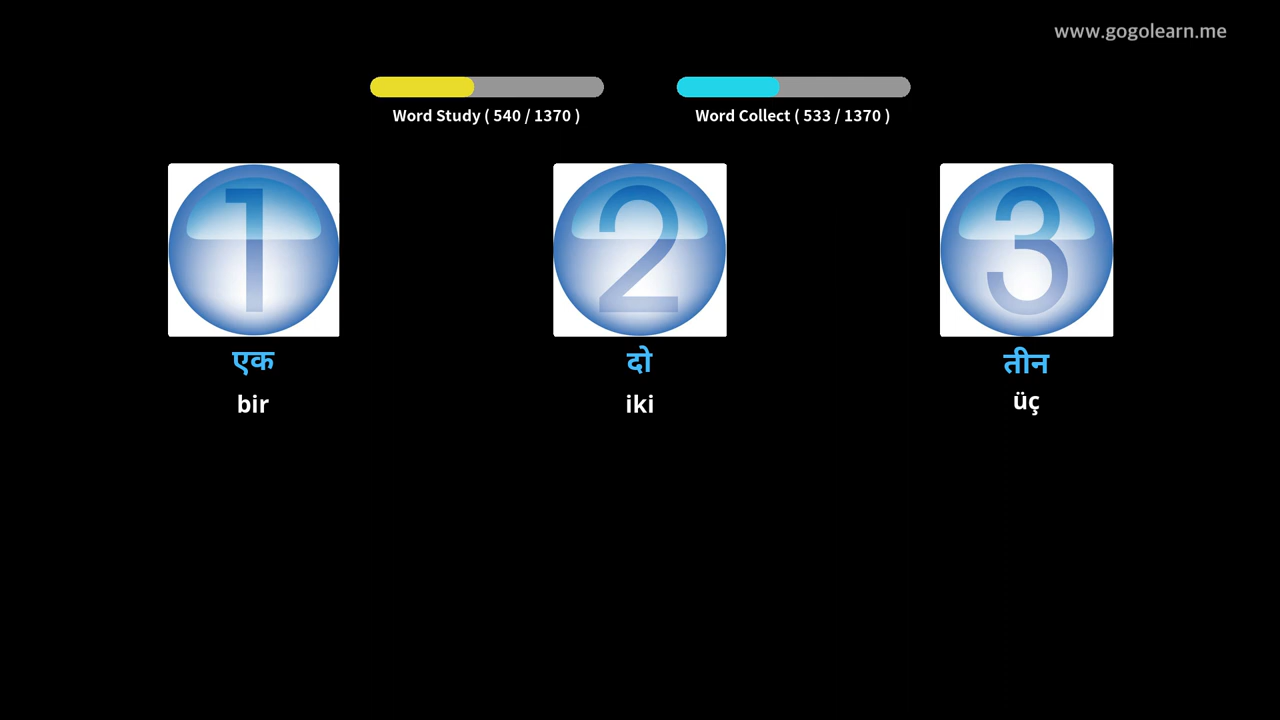 www.gogolearn.me
Word Study ( 540 / 1370 )
Word Collect ( 533 / 1370 )
1
2
3
एक
दो
तीन
bir
iki
üç